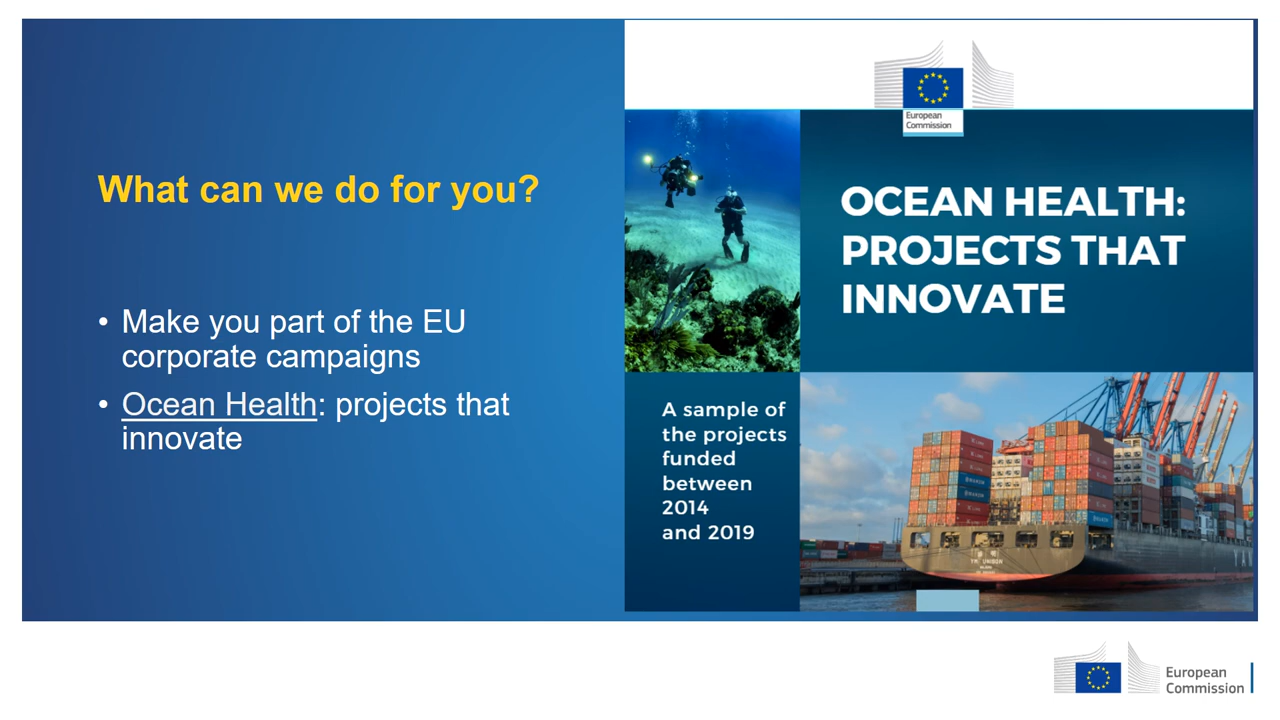 What can we do for you?
• Make you part of the EU
corporate campaigns
• Ocean Health: projects that
innovate
European
Commission
OCEAN HEALTH:
PROJECTS THAT
INNOVATE
A sample of
the projects
funded
between
2014
and 2019
European
Commission